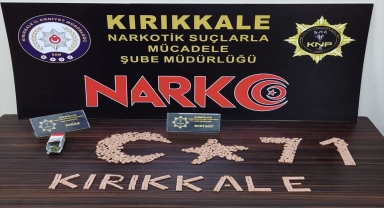 KIRIKKALE
NARKOTİK SUÇLARLA
MÜCADELE
ŞUBE MÜDÜRLÜĞÜ
KNP
NARKO
71
KIRIKKALE